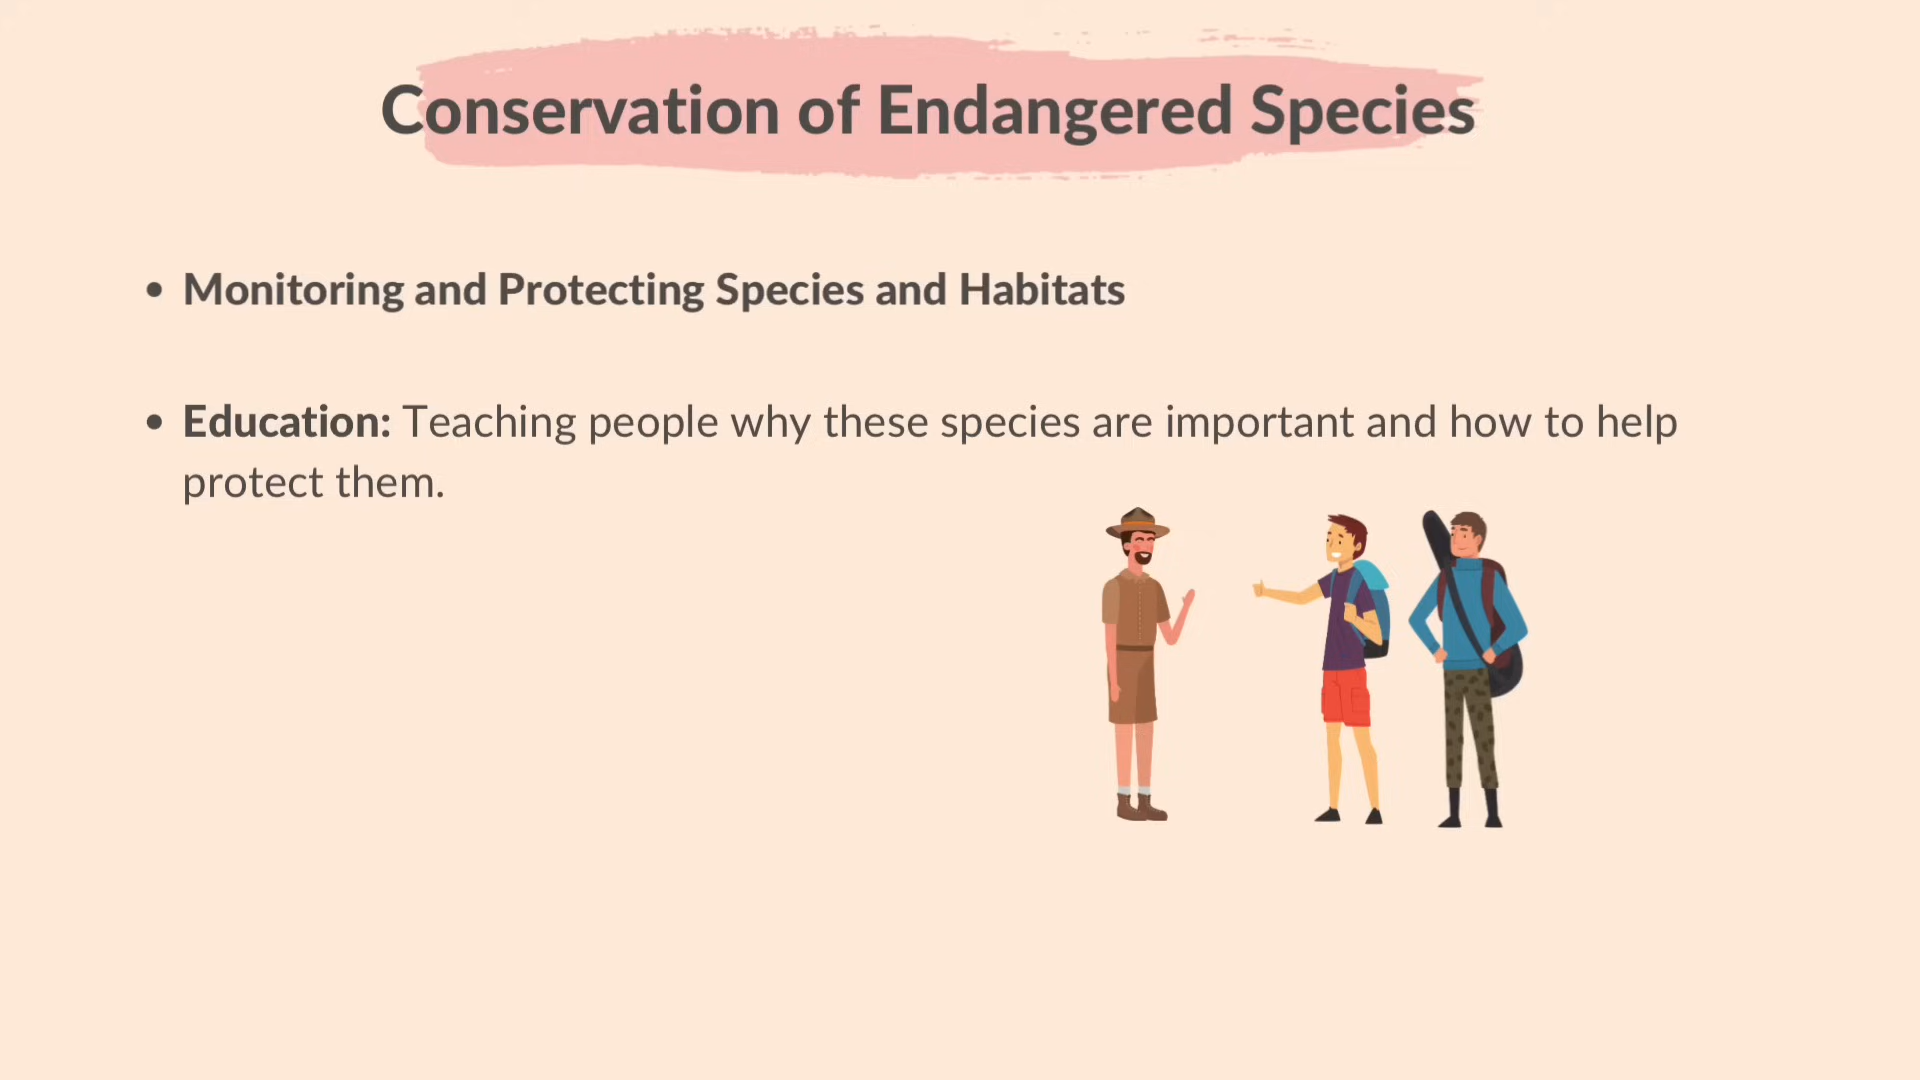 Conservation of Endangered Species
• Monitoring and Protecting Species and Habitats
• Education: Teaching people why these species are important and how to help
protect them.